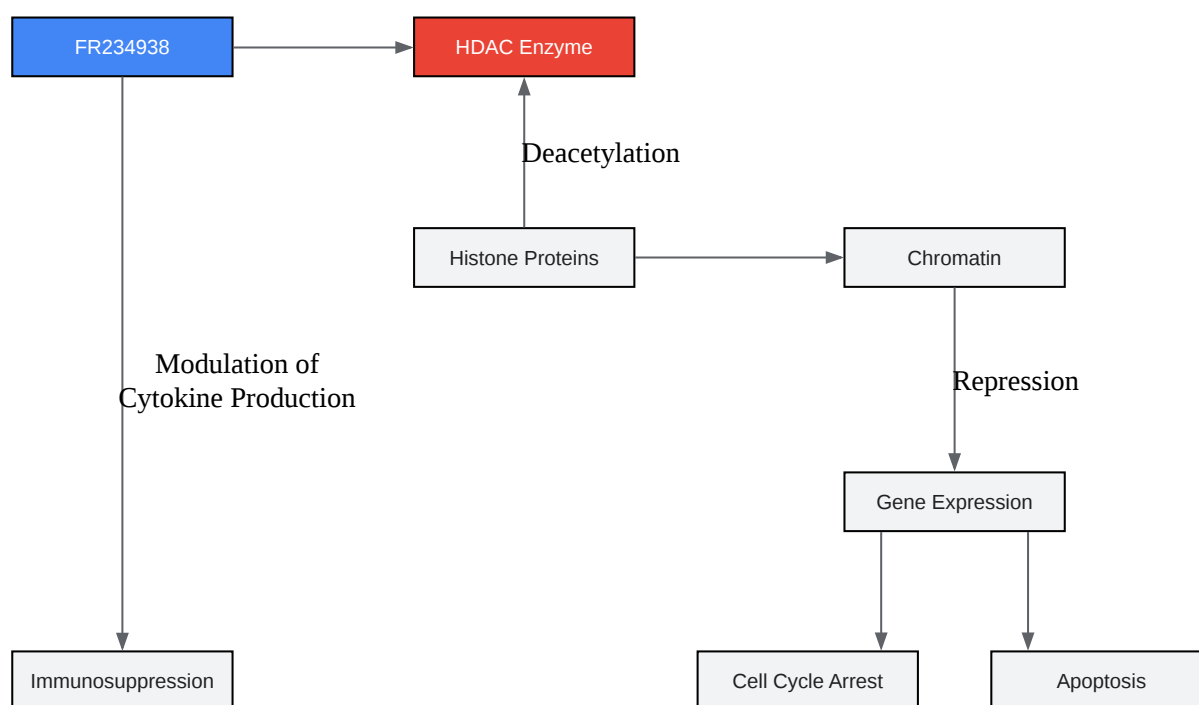 FR234938
HDAC Enzyme
Deacetylation
Histone Proteins
Chromatin
Modulation of
Cytokine Production
Repression
Gene Expression
Immunosuppression
Cell Cycle Arrest
Apoptosis